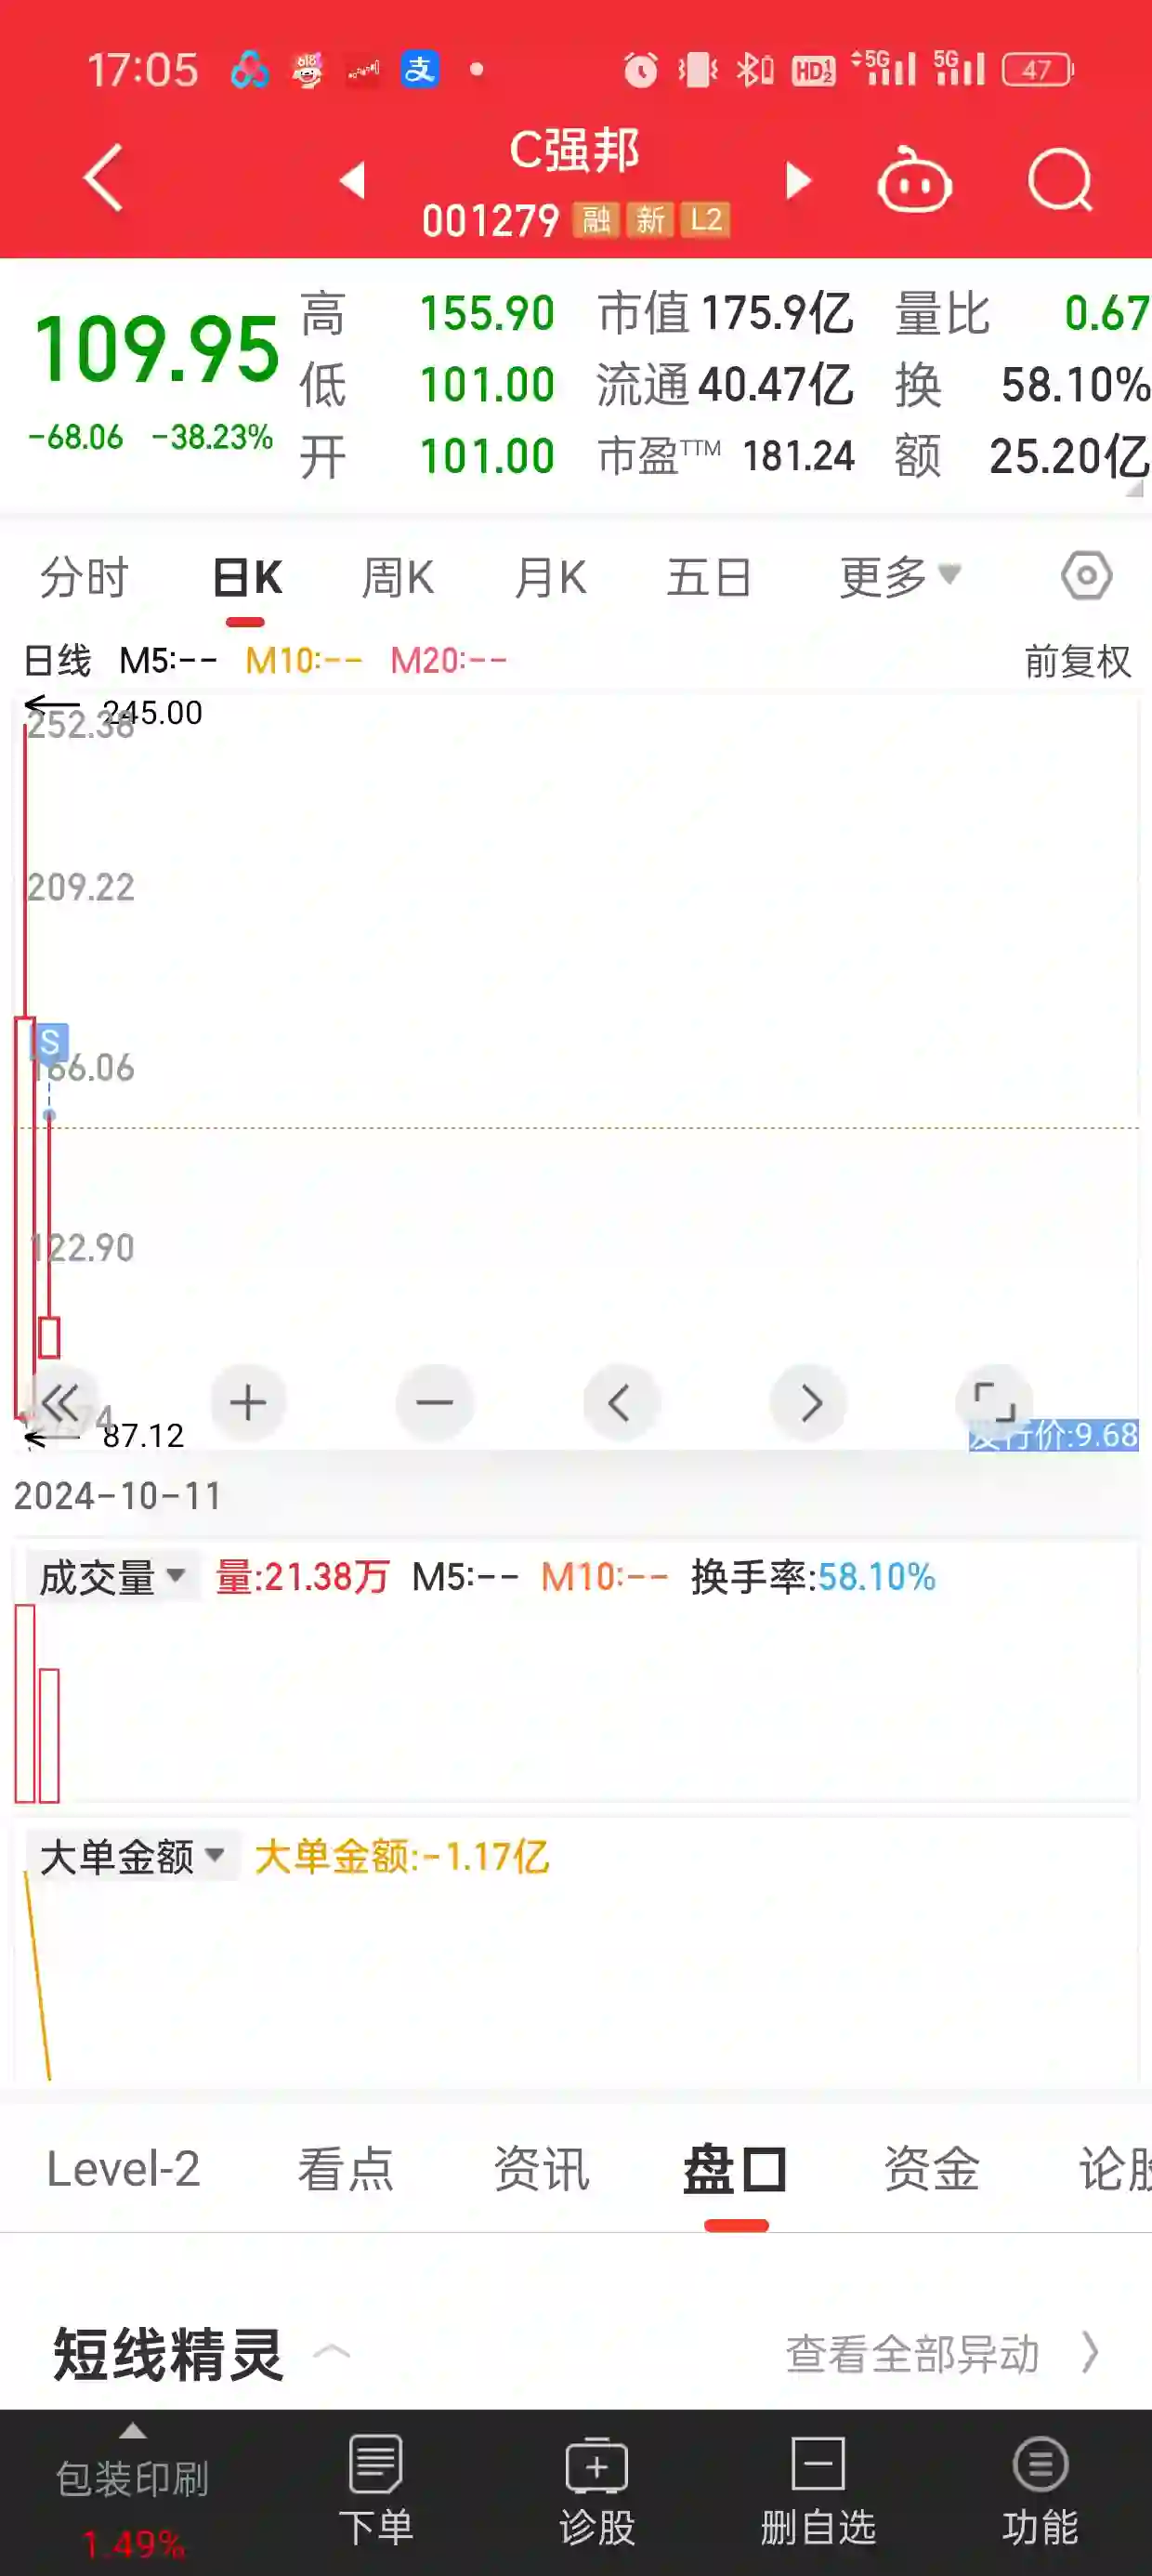 17:05 618 支 HD12 5G 5G 47
C强邦
001279 融 新 L2
109.95
-68.06 -38.23%
高 155.90 市值 175.9亿 量比 0.67
低 101.00 流通 40.47亿 换 58.10%
开 101.00 市盈TTM 181.24 额 25.20亿
分时 日K 周K 月K 五日 更多
日线 M5:-- M10:-- M20:-- 前复权
245.00
252.38
209.22
S
166.06
122.90
87.12
发行价:9.68
2024-10-11
成交量 量:21.38万 M5:-- M10:-- 换手率:58.10%
大单金额 大单金额:-1.17亿
Level-2 看点 资讯 盘口 资金 论股
短线精灵 查看全部异动
包装印刷
1.49%
下单 诊股 删自选 功能